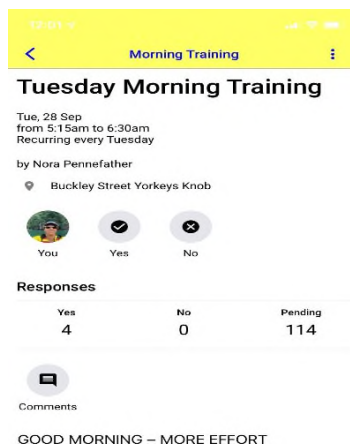 12:01
Morning Training
Tuesday Morning Training
Tue, 28 Sep
from 5:15am to 6:30am
Recurring every Tuesday
by Nora Pennefather
Buckley Street Yorkeys Knob
You Yes No
Responses
Yes No Pending
4 0 114
Comments
GOOD MORNING – MORE EFFORT